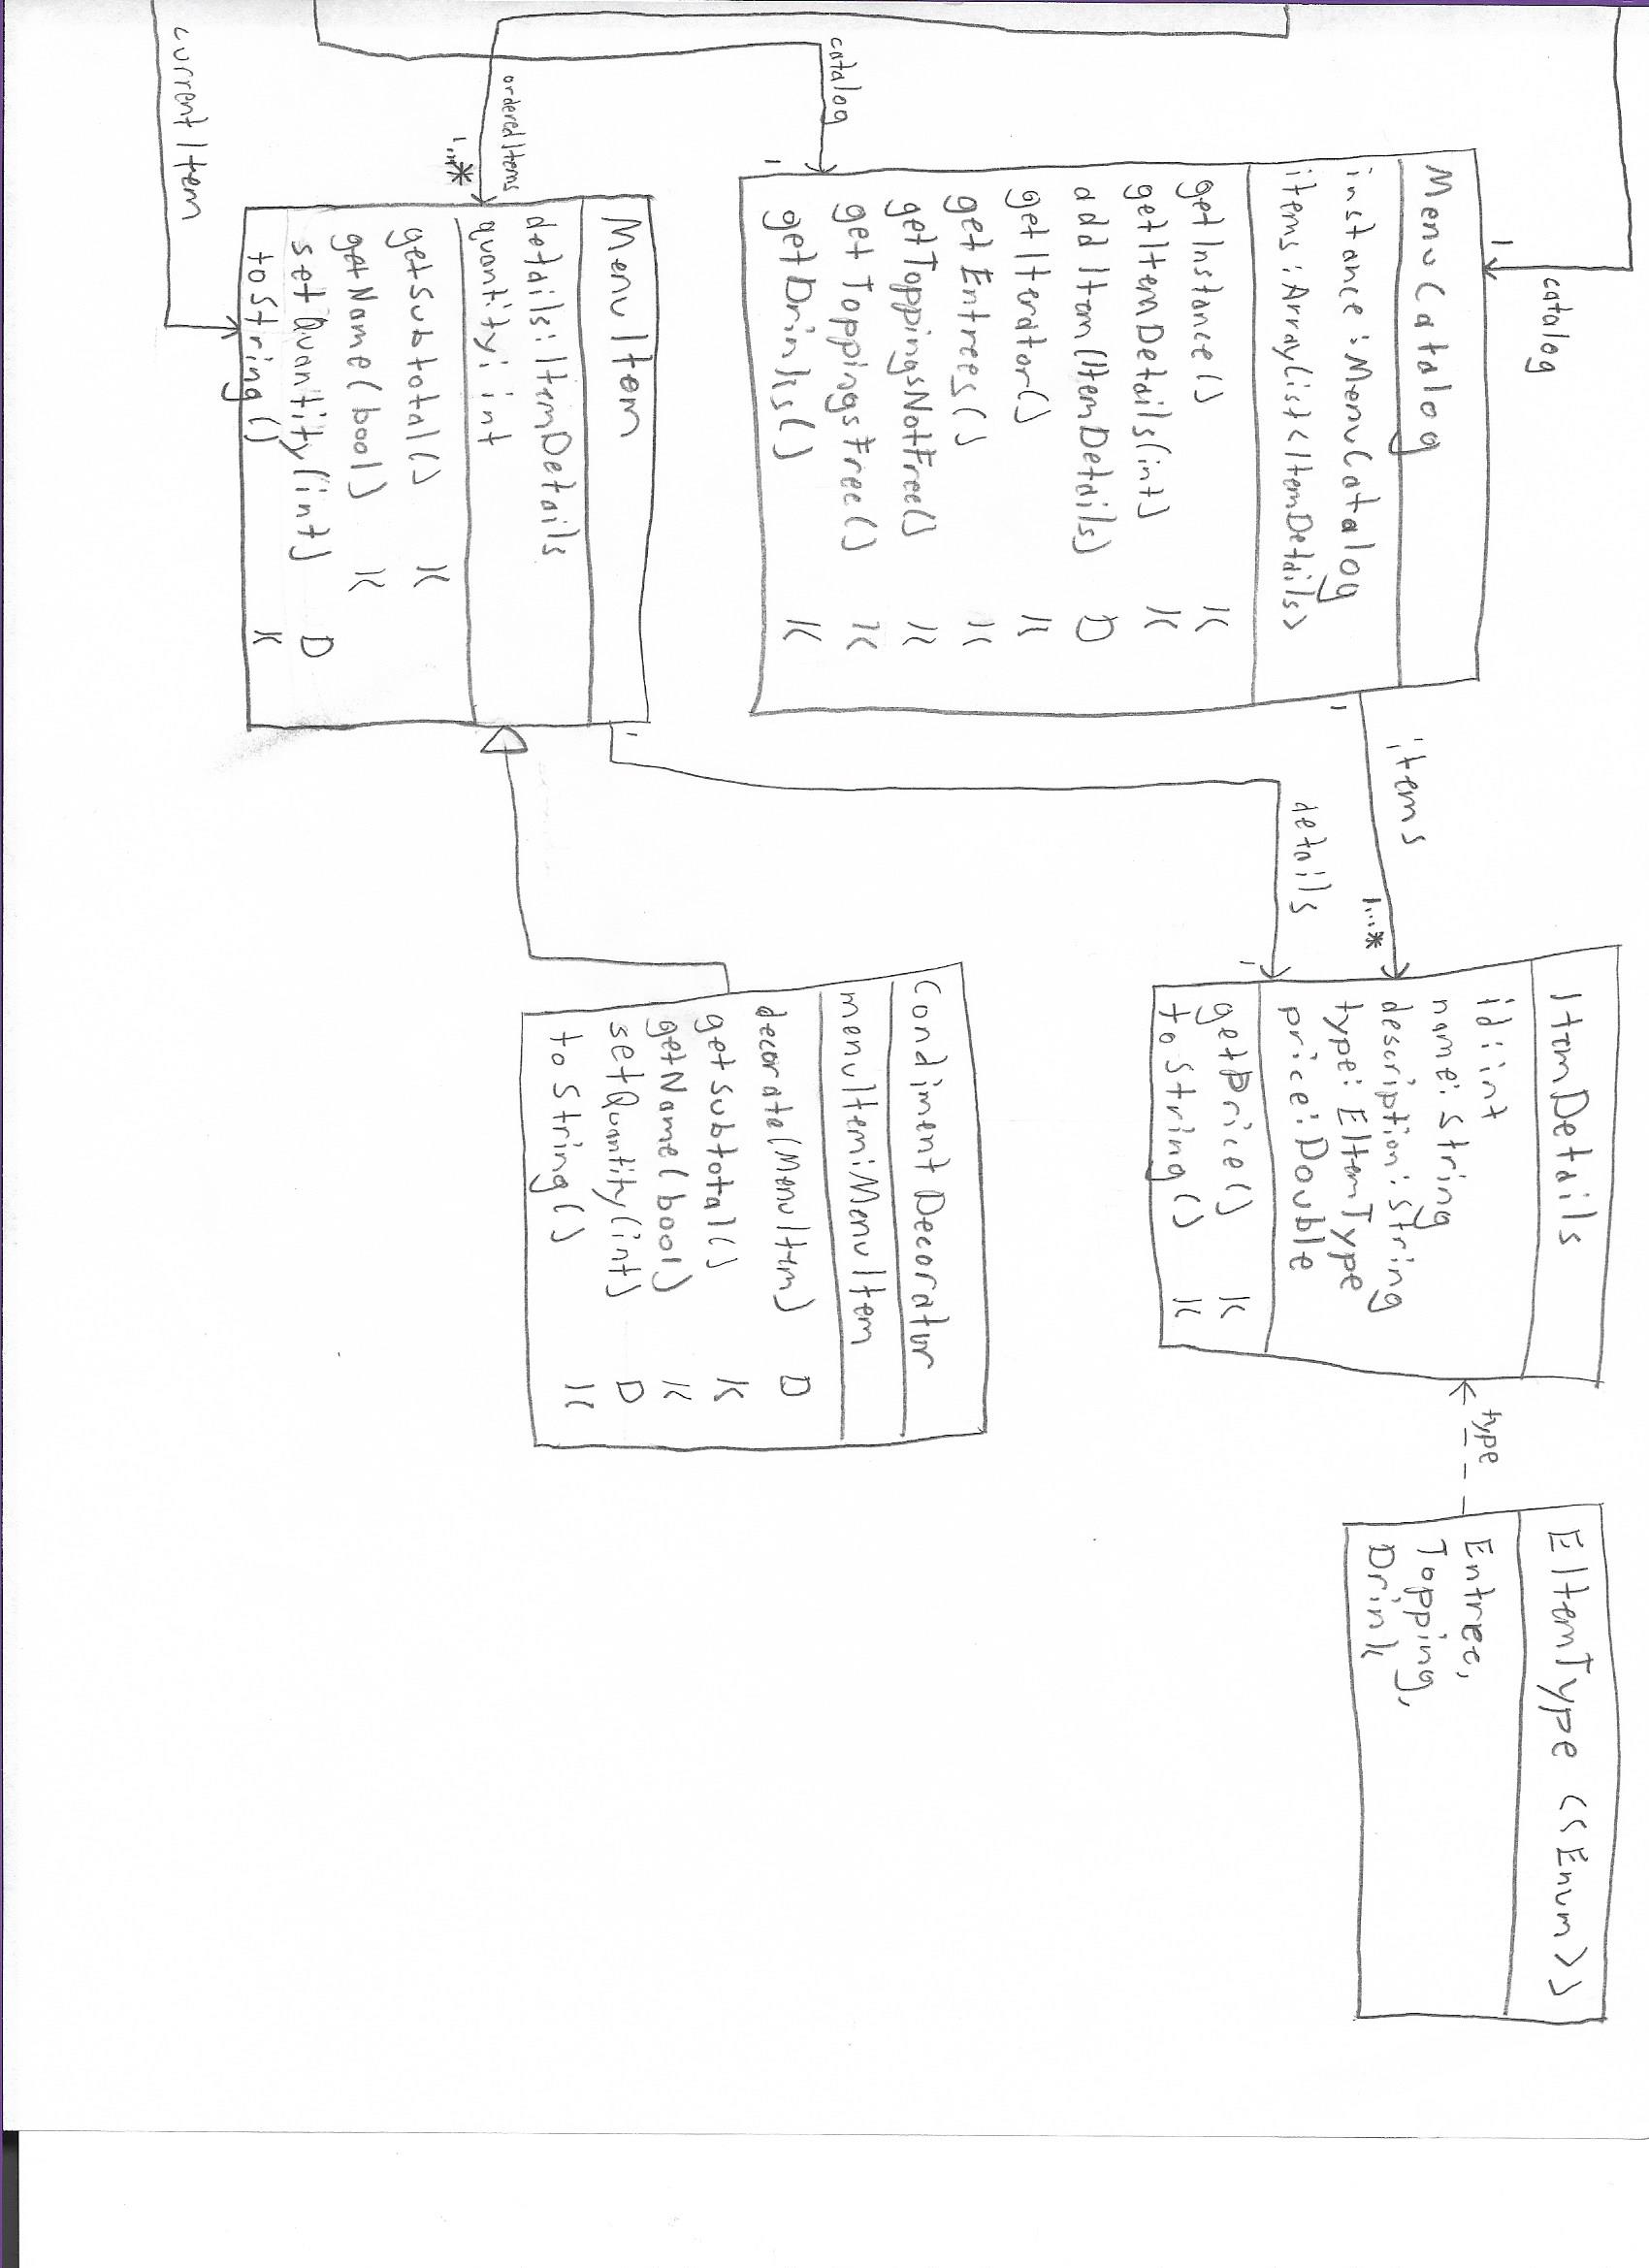 catalog
1
MenuCatalog
instance:MenuCatalog
items:ArrayList<ItemDetails>
getInstance() K
getItemDetails(int) K
addItem(ItemDetails) D
getIterator() K
getEntrees() K
getToppingsNotFree() K
getToppingsFree() K
getDrinks() K
catalog
1
1
items
1...*
ItemDetails
id:int
name:String
description:String
type:EItemType
price:Double
getPrice() K
toString() K
type
EItemType <<Enum>>
Entree,
Topping,
Drink
orderedItems
1...*
MenuItem
details:ItemDetails
quantity:int
getSubtotal() K
getName(bool) K
setQuanitity(int) D
toString() K
currentItem
1
details
1
CondimentDecorator
menuItem:MenuItem
decorate(MenuItem) D
getSubtotal() K
getName(bool) K
setQuantity(int) D
toString() K